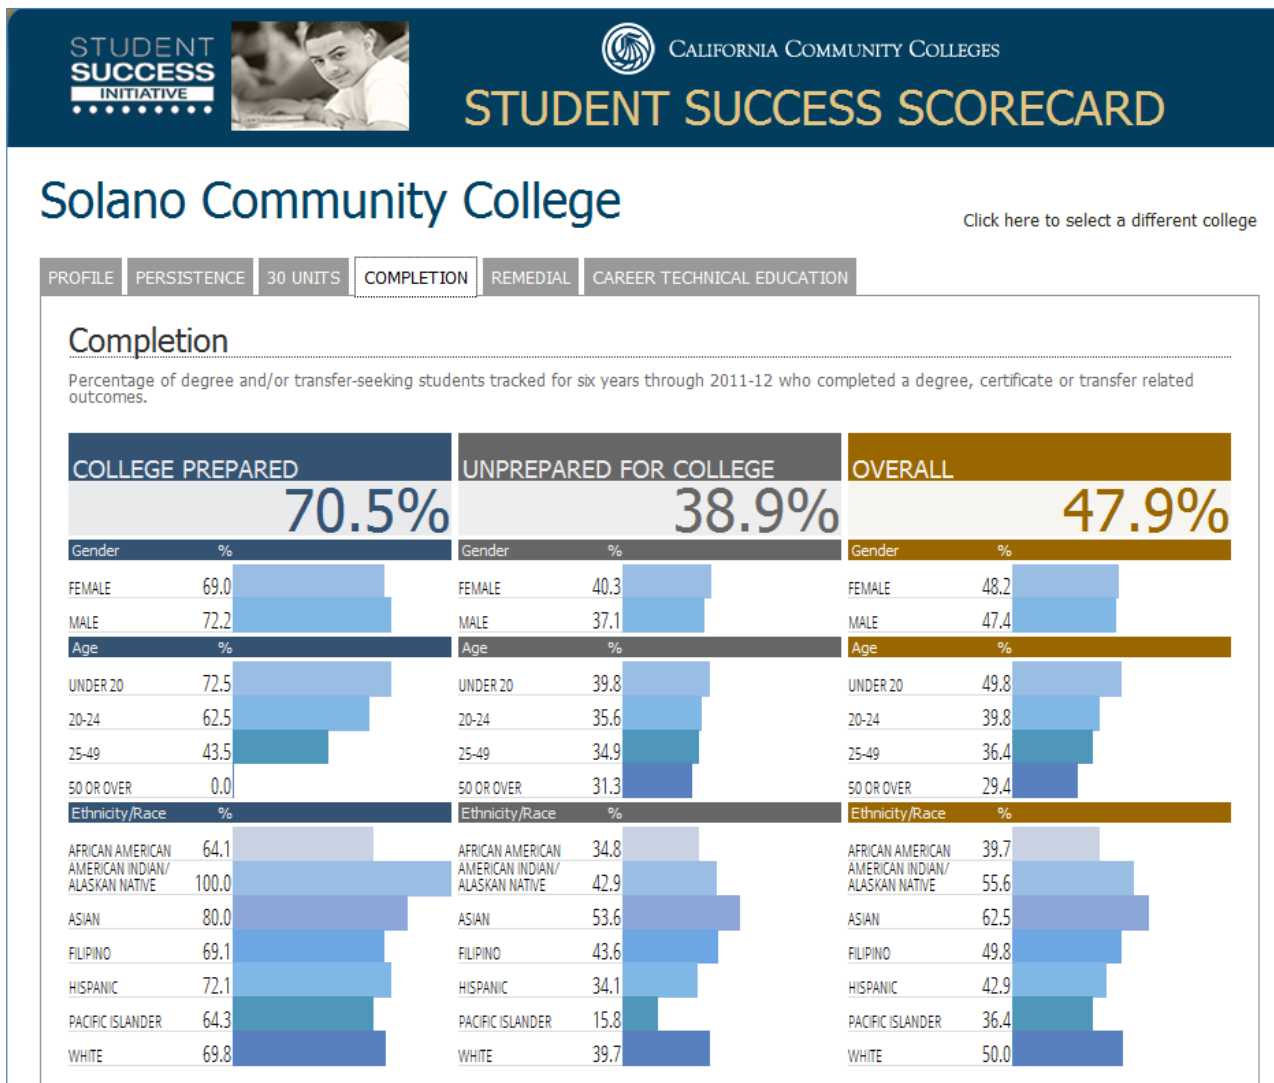 STUDENT
SUCCESS
INITIATIVE
CALIFORNIA COMMUNITY COLLEGES
STUDENT SUCCESS SCORECARD
Solano Community College
Click here to select a different college
PROFILE PERSISTENCE 30 UNITS COMPLETION REMEDIAL CAREER TECHNICAL EDUCATION
Completion
Percentage of degree and/or transfer-seeking students tracked for six years through 2011-12 who completed a degree, certificate or transfer related
outcomes.
COLLEGE PREPARED
70.5%
Gender %
FEMALE 69.0
MALE 72.2
Age %
UNDER 20 72.5
20-24 62.5
25-49 43.5
50 OR OVER 0.0
Ethnicity/Race %
AFRICAN AMERICAN 64.1
AMERICAN INDIAN/
ALASKAN NATIVE 100.0
ASIAN 80.0
FILIPINO 69.1
HISPANIC 72.1
PACIFIC ISLANDER 64.3
WHITE 69.8
UNPREPARED FOR COLLEGE
38.9%
Gender %
FEMALE 40.3
MALE 37.1
Age %
UNDER 20 39.8
20-24 35.6
25-49 34.9
50 OR OVER 31.3
Ethnicity/Race %
AFRICAN AMERICAN 34.8
AMERICAN INDIAN/
ALASKAN NATIVE 42.9
ASIAN 53.6
FILIPINO 43.6
HISPANIC 34.1
PACIFIC ISLANDER 15.8
WHITE 39.7
OVERALL
47.9%
Gender %
FEMALE 48.2
MALE 47.4
Age %
UNDER 20 49.8
20-24 39.8
25-49 36.4
50 OR OVER 29.4
Ethnicity/Race %
AFRICAN AMERICAN 39.7
AMERICAN INDIAN/
ALASKAN NATIVE 55.6
ASIAN 62.5
FILIPINO 49.8
HISPANIC 42.9
PACIFIC ISLANDER 36.4
WHITE 50.0